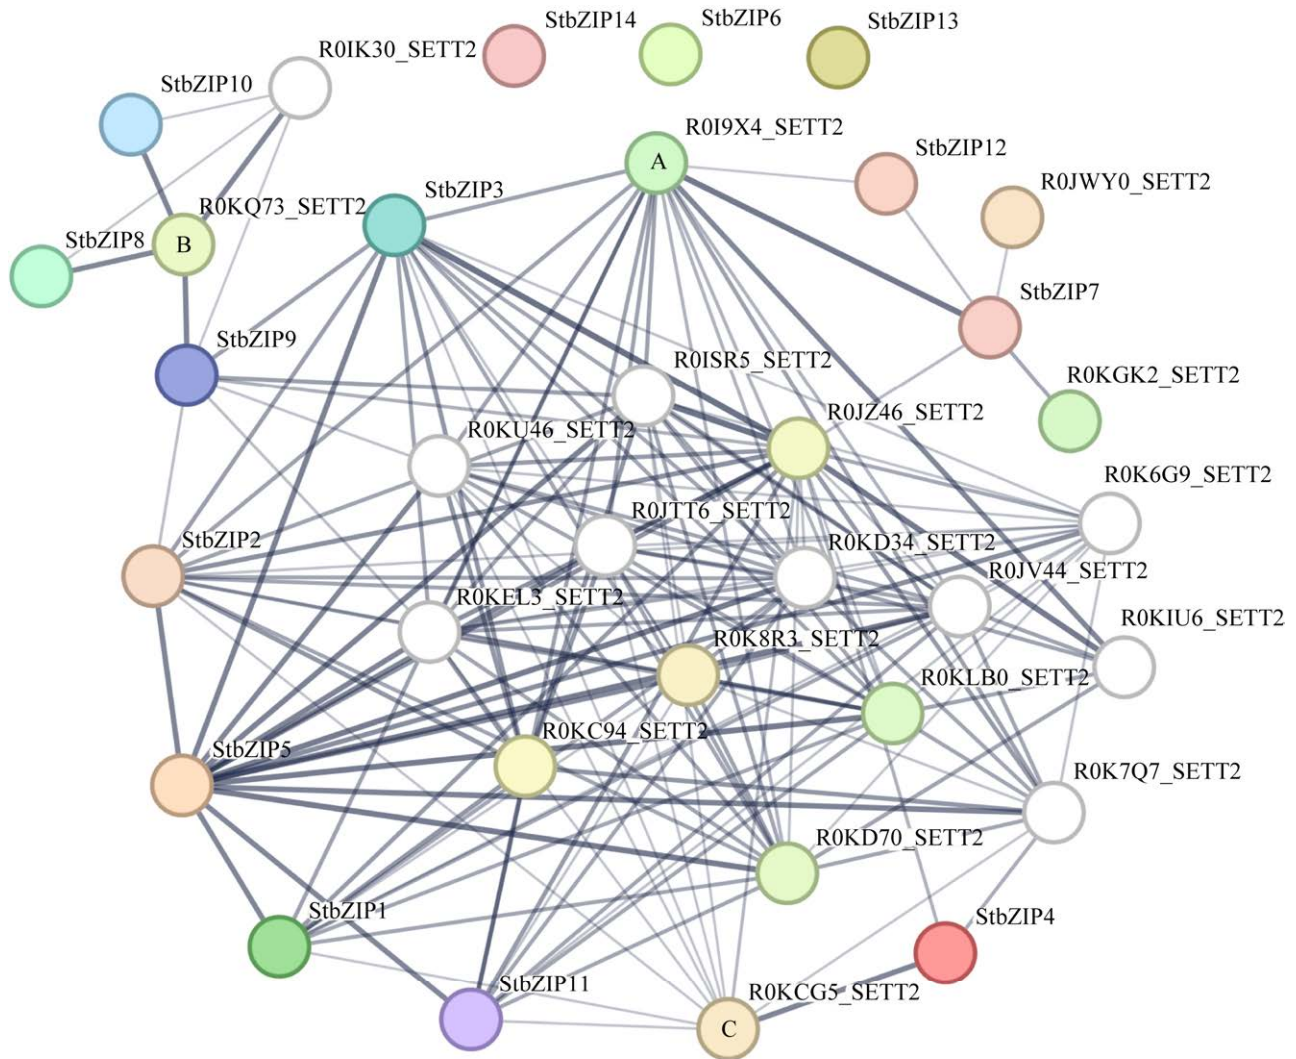 StbZIP14
StbZIP6
StbZIP13
R0IK30_SETT2
StbZIP10
R0I9X4_SETT2
A
StbZIP12
R0JWY0_SETT2
StbZIP3
R0KQ73_SETT2
B
StbZIP8
StbZIP7
StbZIP9
R0ISR5_SETT2
R0KGK2_SETT2
R0JZ46_SETT2
R0KU46_SETT2
R0K6G9_SETT2
R0JTT6_SETT2
StbZIP2
R0KD34_SETT2
R0JV44_SETT2
R0KEL3_SETT2
R0KIU6_SETT2
R0K8R3_SETT2
R0KLB0_SETT2
R0KC94_SETT2
StbZIP5
R0K7Q7_SETT2
R0KD70_SETT2
StbZIP1
StbZIP4
StbZIP11
R0KCG5_SETT2
C